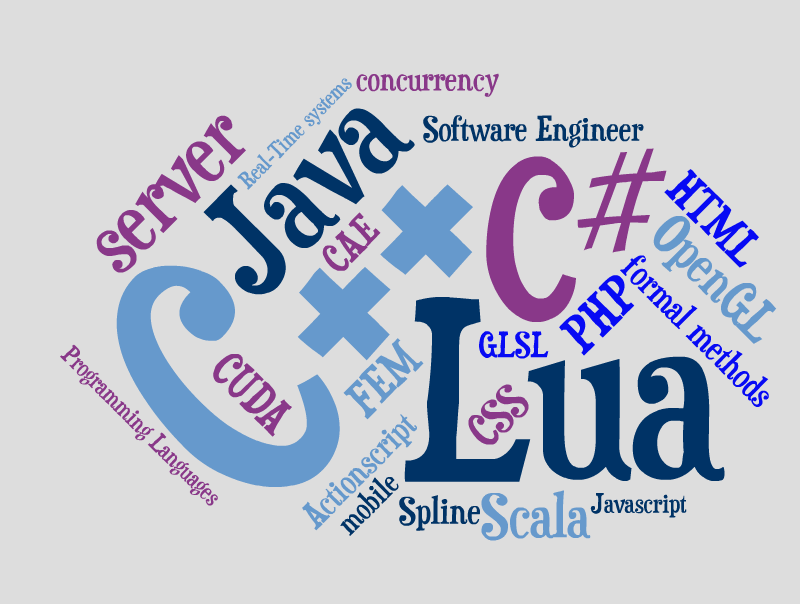 concurrency
Real-Time systems
server
Java
Software Engineer
C#
HTML
OpenGL
CAE
C++
formal methods
PHP
GLSL
Lua
FEM
CUDA
CSS
Programming Languages
Actionscript
mobile
Spline
Scala
Javascript